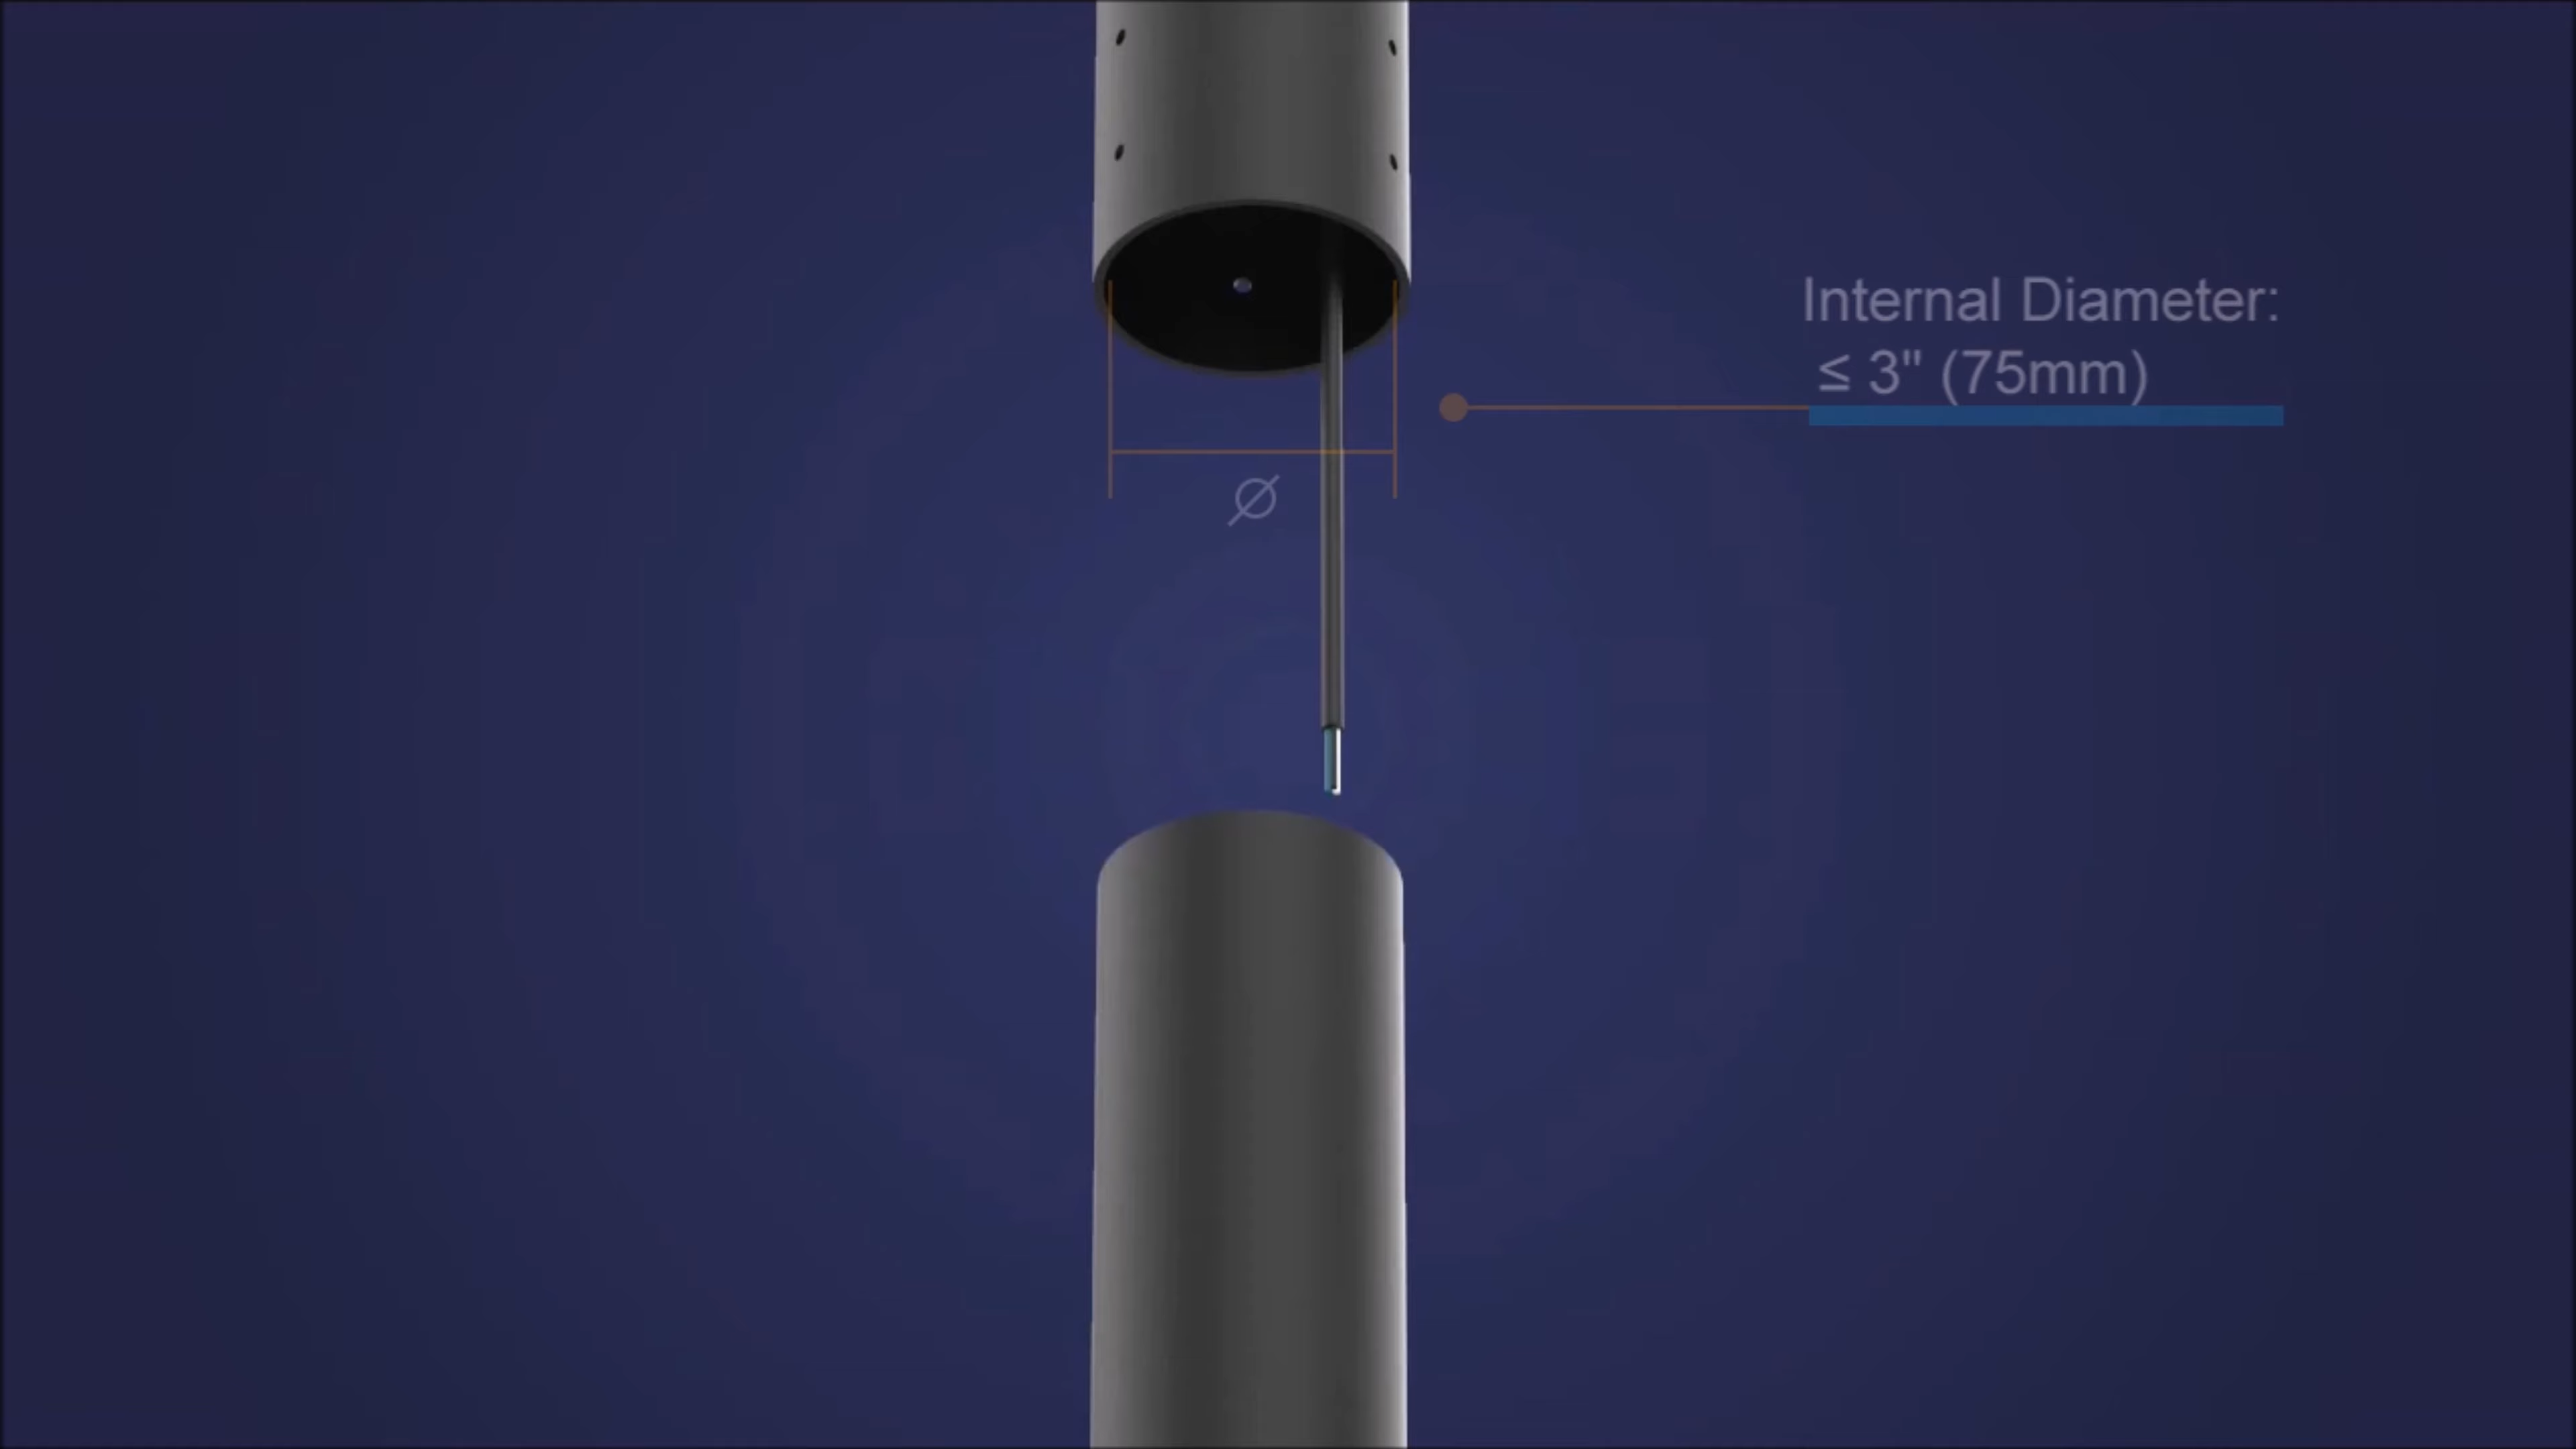 Internal Diameter:
≤ 3" (75mm)
Ø